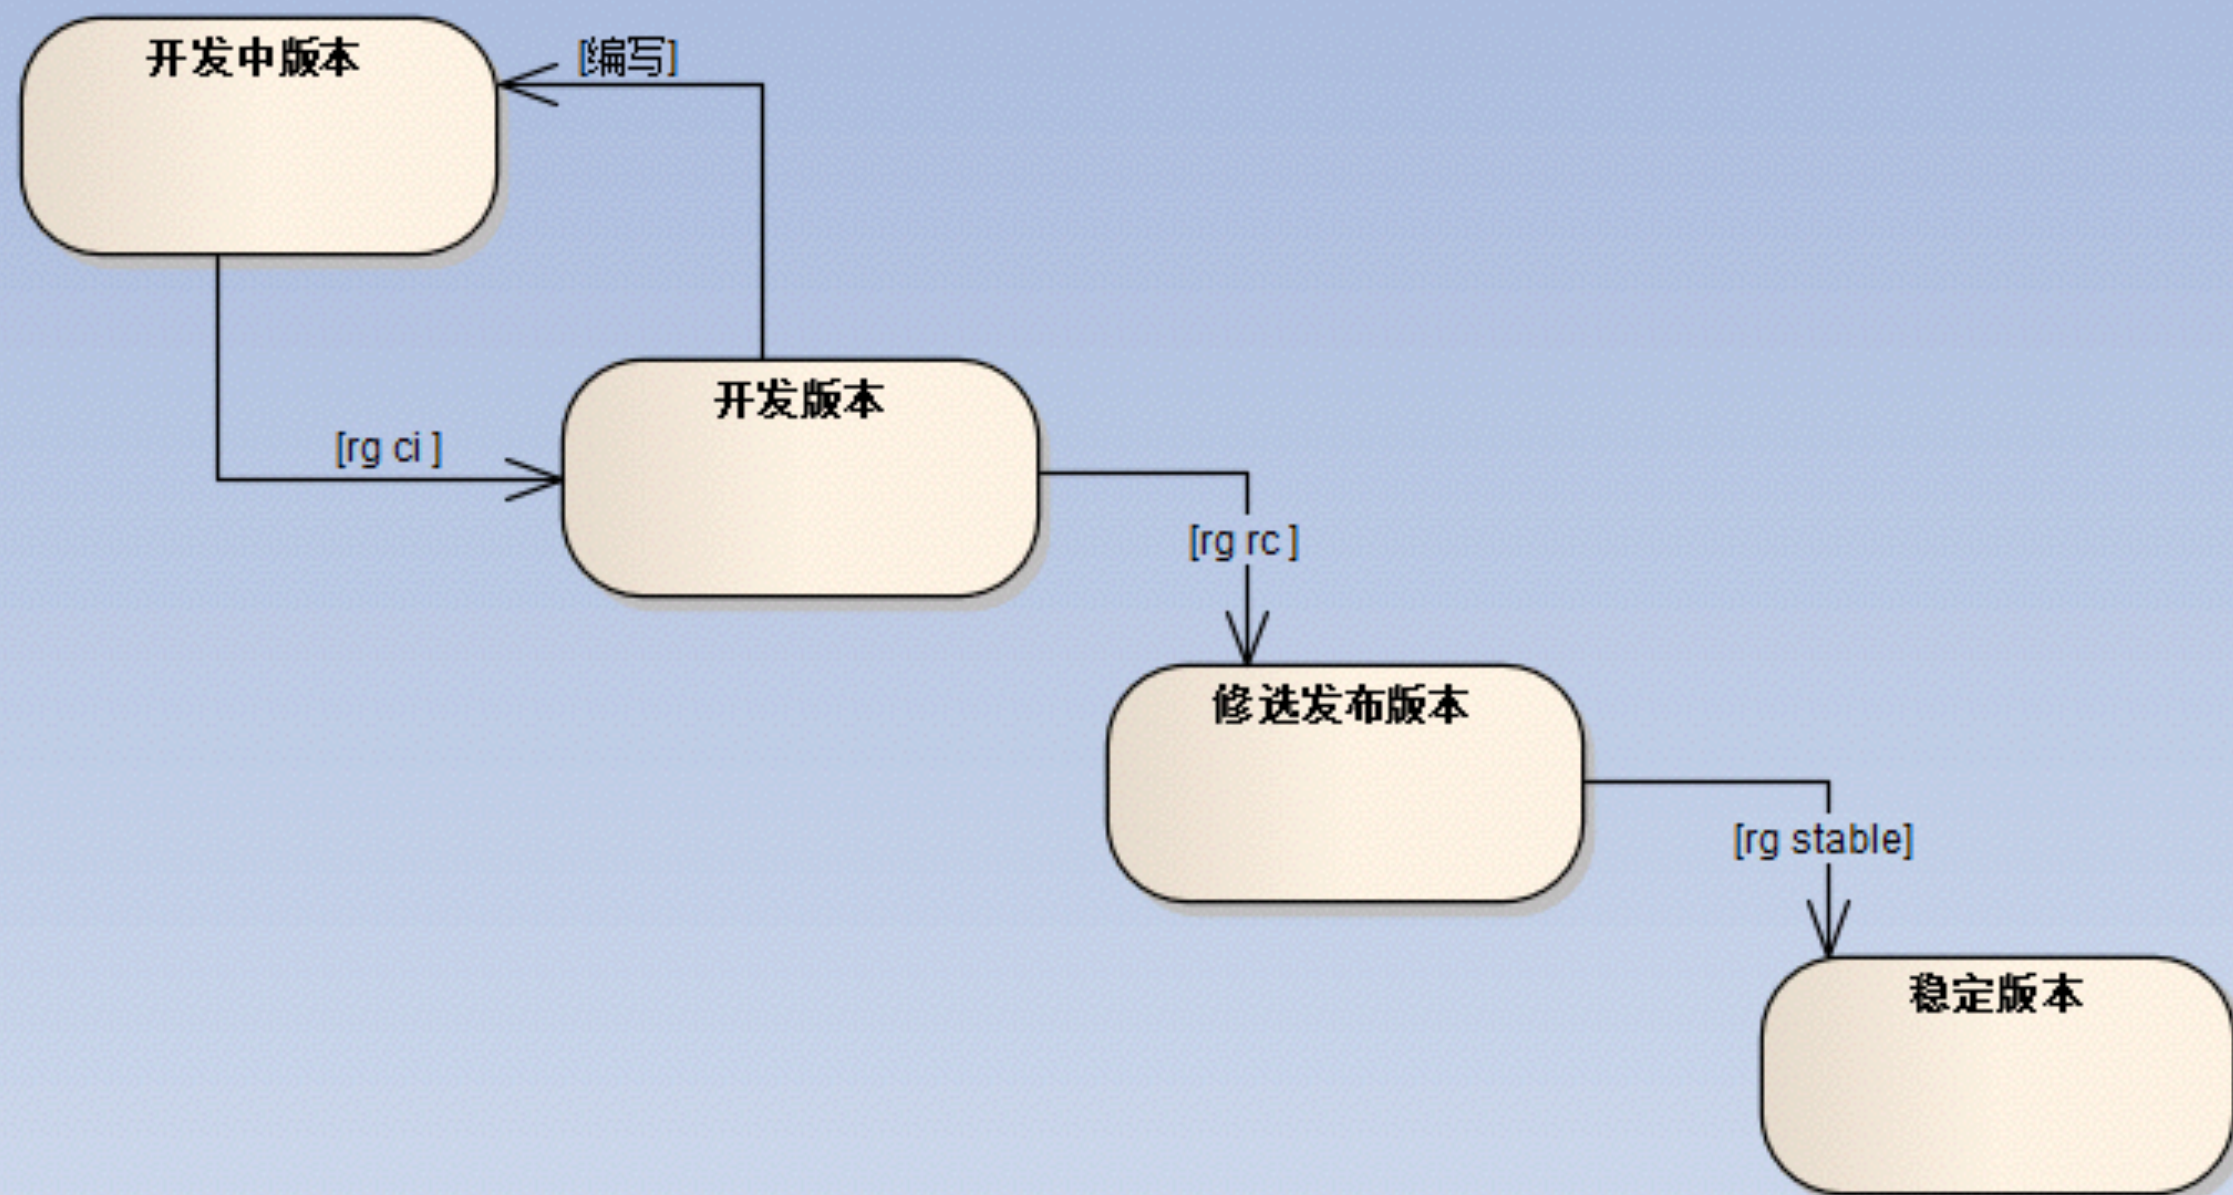 开发中版本
[编写]
开发版本
[rg ci ]
[rg rc ]
修选发布版本
[rg stable]
稳定版本